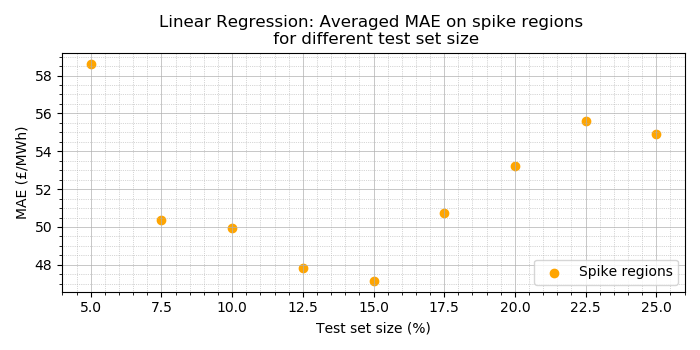 Linear Regression: Averaged MAE on spike regions
for different test set size
MAE (£/MWh)
58
56
54
52
50
48
5.0 7.5 10.0 12.5 15.0 17.5 20.0 22.5 25.0
Test set size (%)
Spike regions